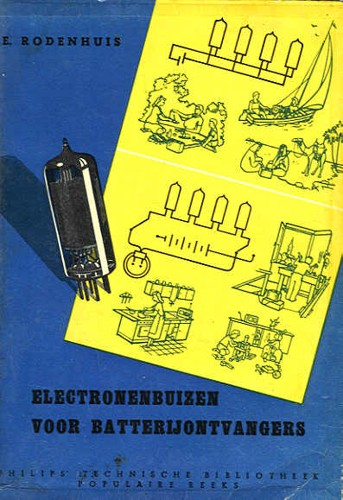 E. RODENHUIS
ELECTRONENBUIZEN
VOOR BATTERIJONTVANGERS
PHILIPS' TECHNISCHE BIBLIOTHEEK
POPULAIRE REEKS